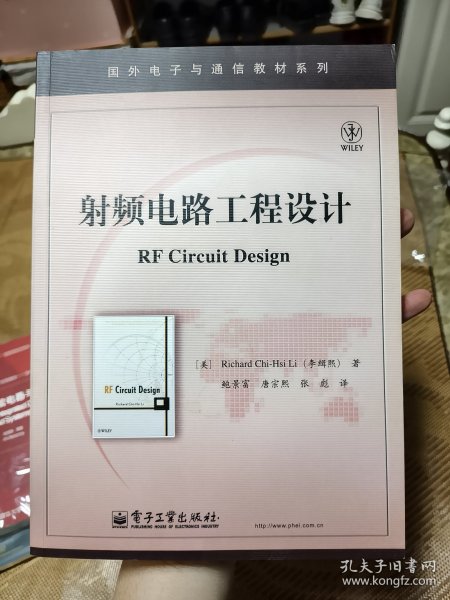 国外电子与通信教材系列
WILEY
射频电路工程设计
RF Circuit Design
[美] Richard Chi-Hsi Li (李缉熙) 著
鲍景富 唐宗熙 张彪 译
RF Circuit Design
Richard Chi-Hsi Li
WILEY
電子工業出版社
PUBLISHING HOUSE OF ELECTRONICS INDUSTRY
http://www.phei.com.cn
孔夫子旧书网
www.kongfz.com